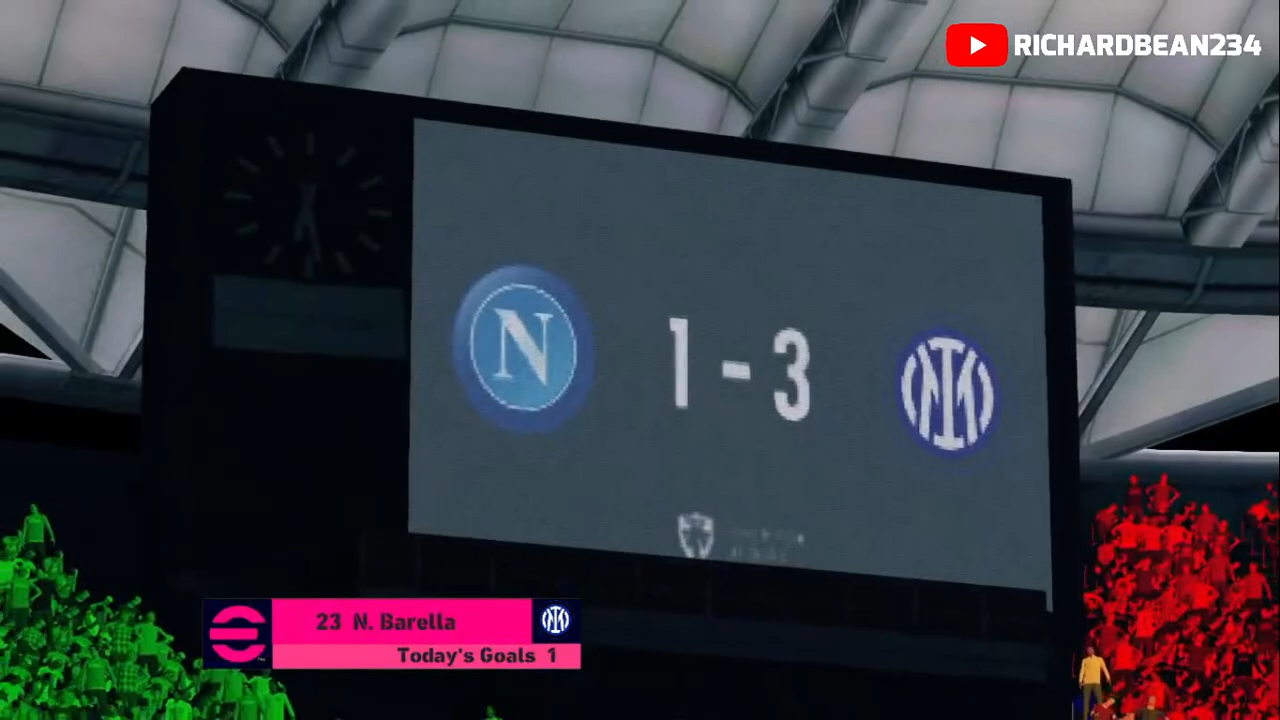 RICHARDBEAN234
N
1 - 3
23 N. Barella
Today's Goals 1